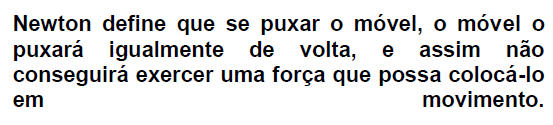 Newton define que se puxar o móvel, o móvel o
puxará igualmente de volta, e assim não
conseguirá exercer uma força que possa colocá-lo
em movimento.